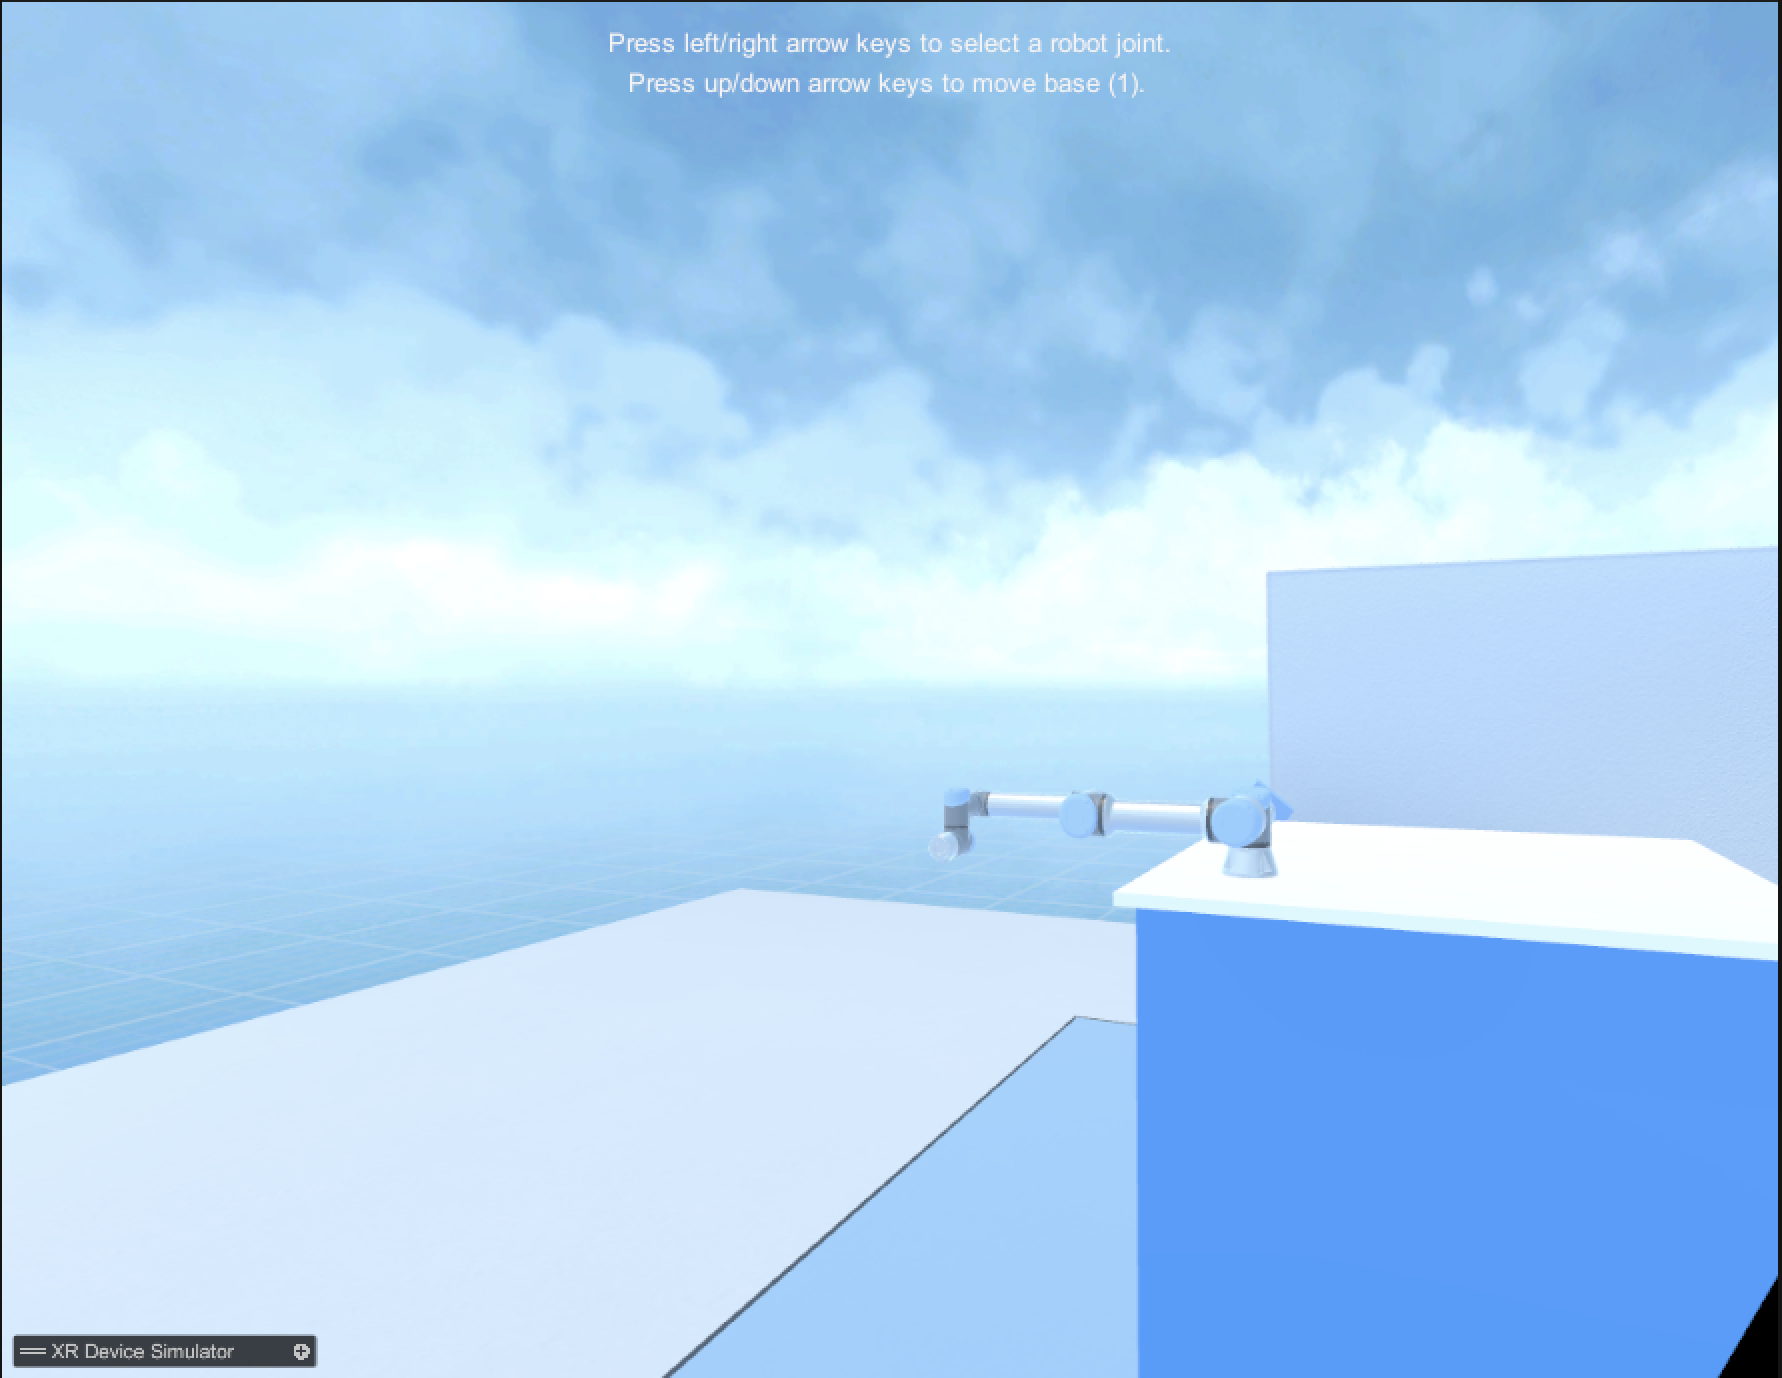 Press left/right arrow keys to select a robot joint.
Press up/down arrow keys to move base (1).
XR Device Simulator